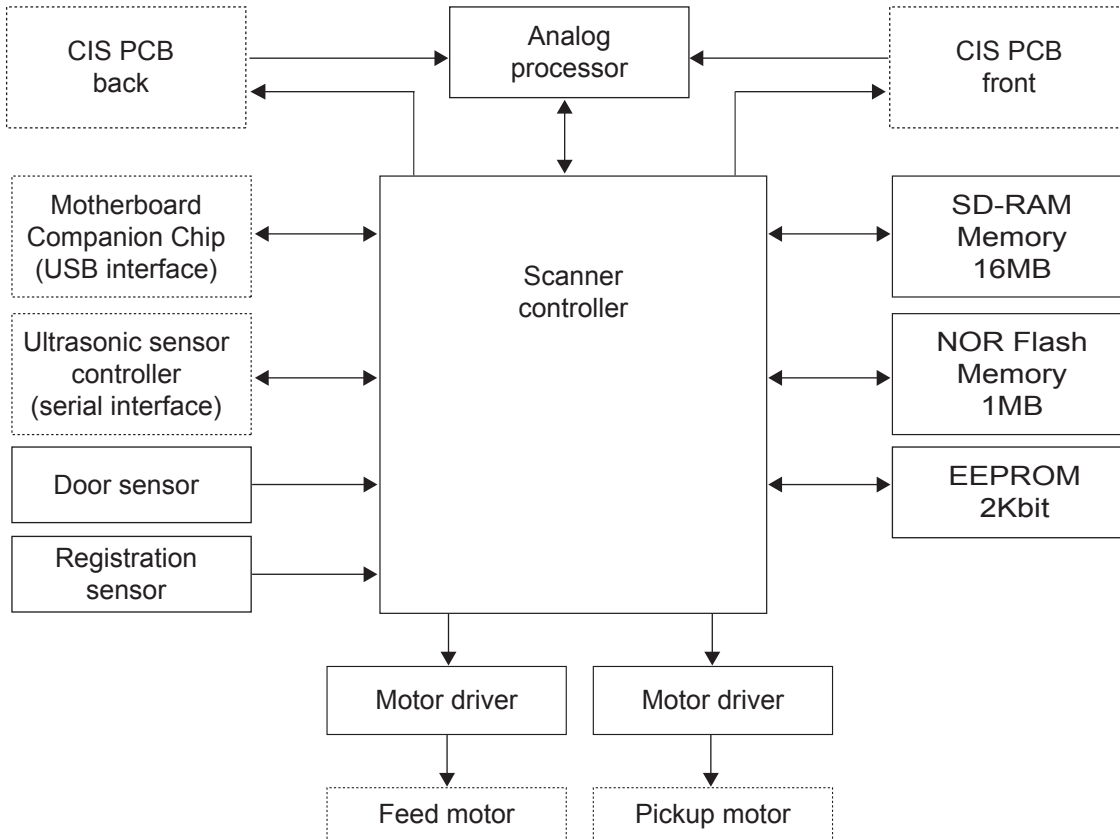 CIS PCB
back
Analog
processor
CIS PCB
front
Motherboard
Companion Chip
(USB interface)
Scanner
controller
SD-RAM
Memory
16MB
Ultrasonic sensor
controller
(serial interface)
NOR Flash
Memory
1MB
Door sensor
EEPROM
2Kbit
Registration
sensor
Motor driver
Motor driver
Feed motor
Pickup motor